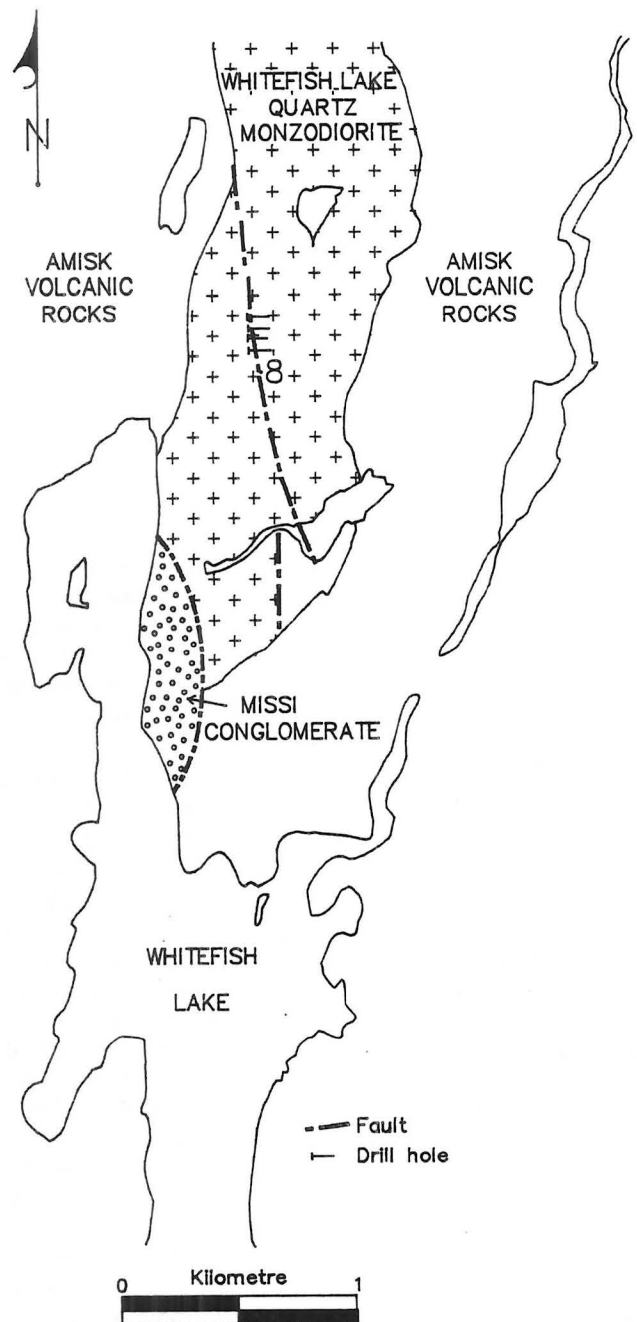 WHITEFISH LAKE
QUARTZ
MONZODIORITE
N
AMISK
VOLCANIC
ROCKS
AMISK
VOLCANIC
ROCKS
8
MISSI
CONGLOMERATE
WHITEFISH
LAKE
Fault
Drill hole
0 Kilometre 1